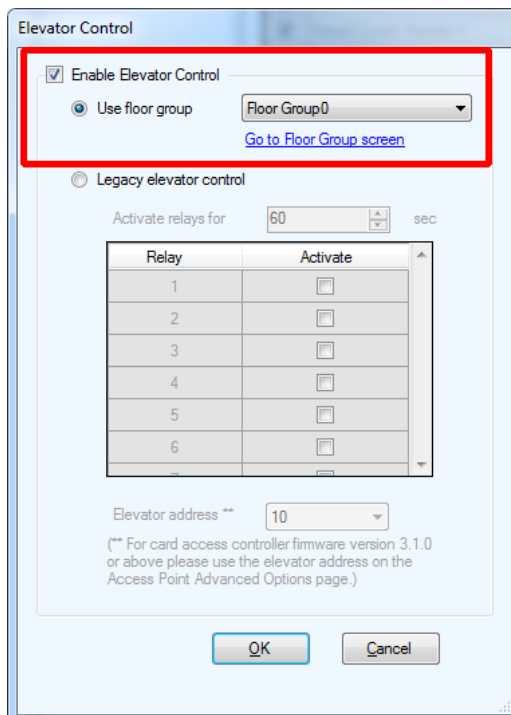 Elevator Control
Enable Elevator Control
Use floor group Floor Group0
Go to Floor Group screen
Legacy elevator control
Activate relays for 60 sec
Relay Activate
1
2
3
4
5
6
Elevator address ** 10
(** For card access controller firmware version 3.1.0
or above please use the elevator address on the
Access Point Advanced Options page.)
OK Cancel